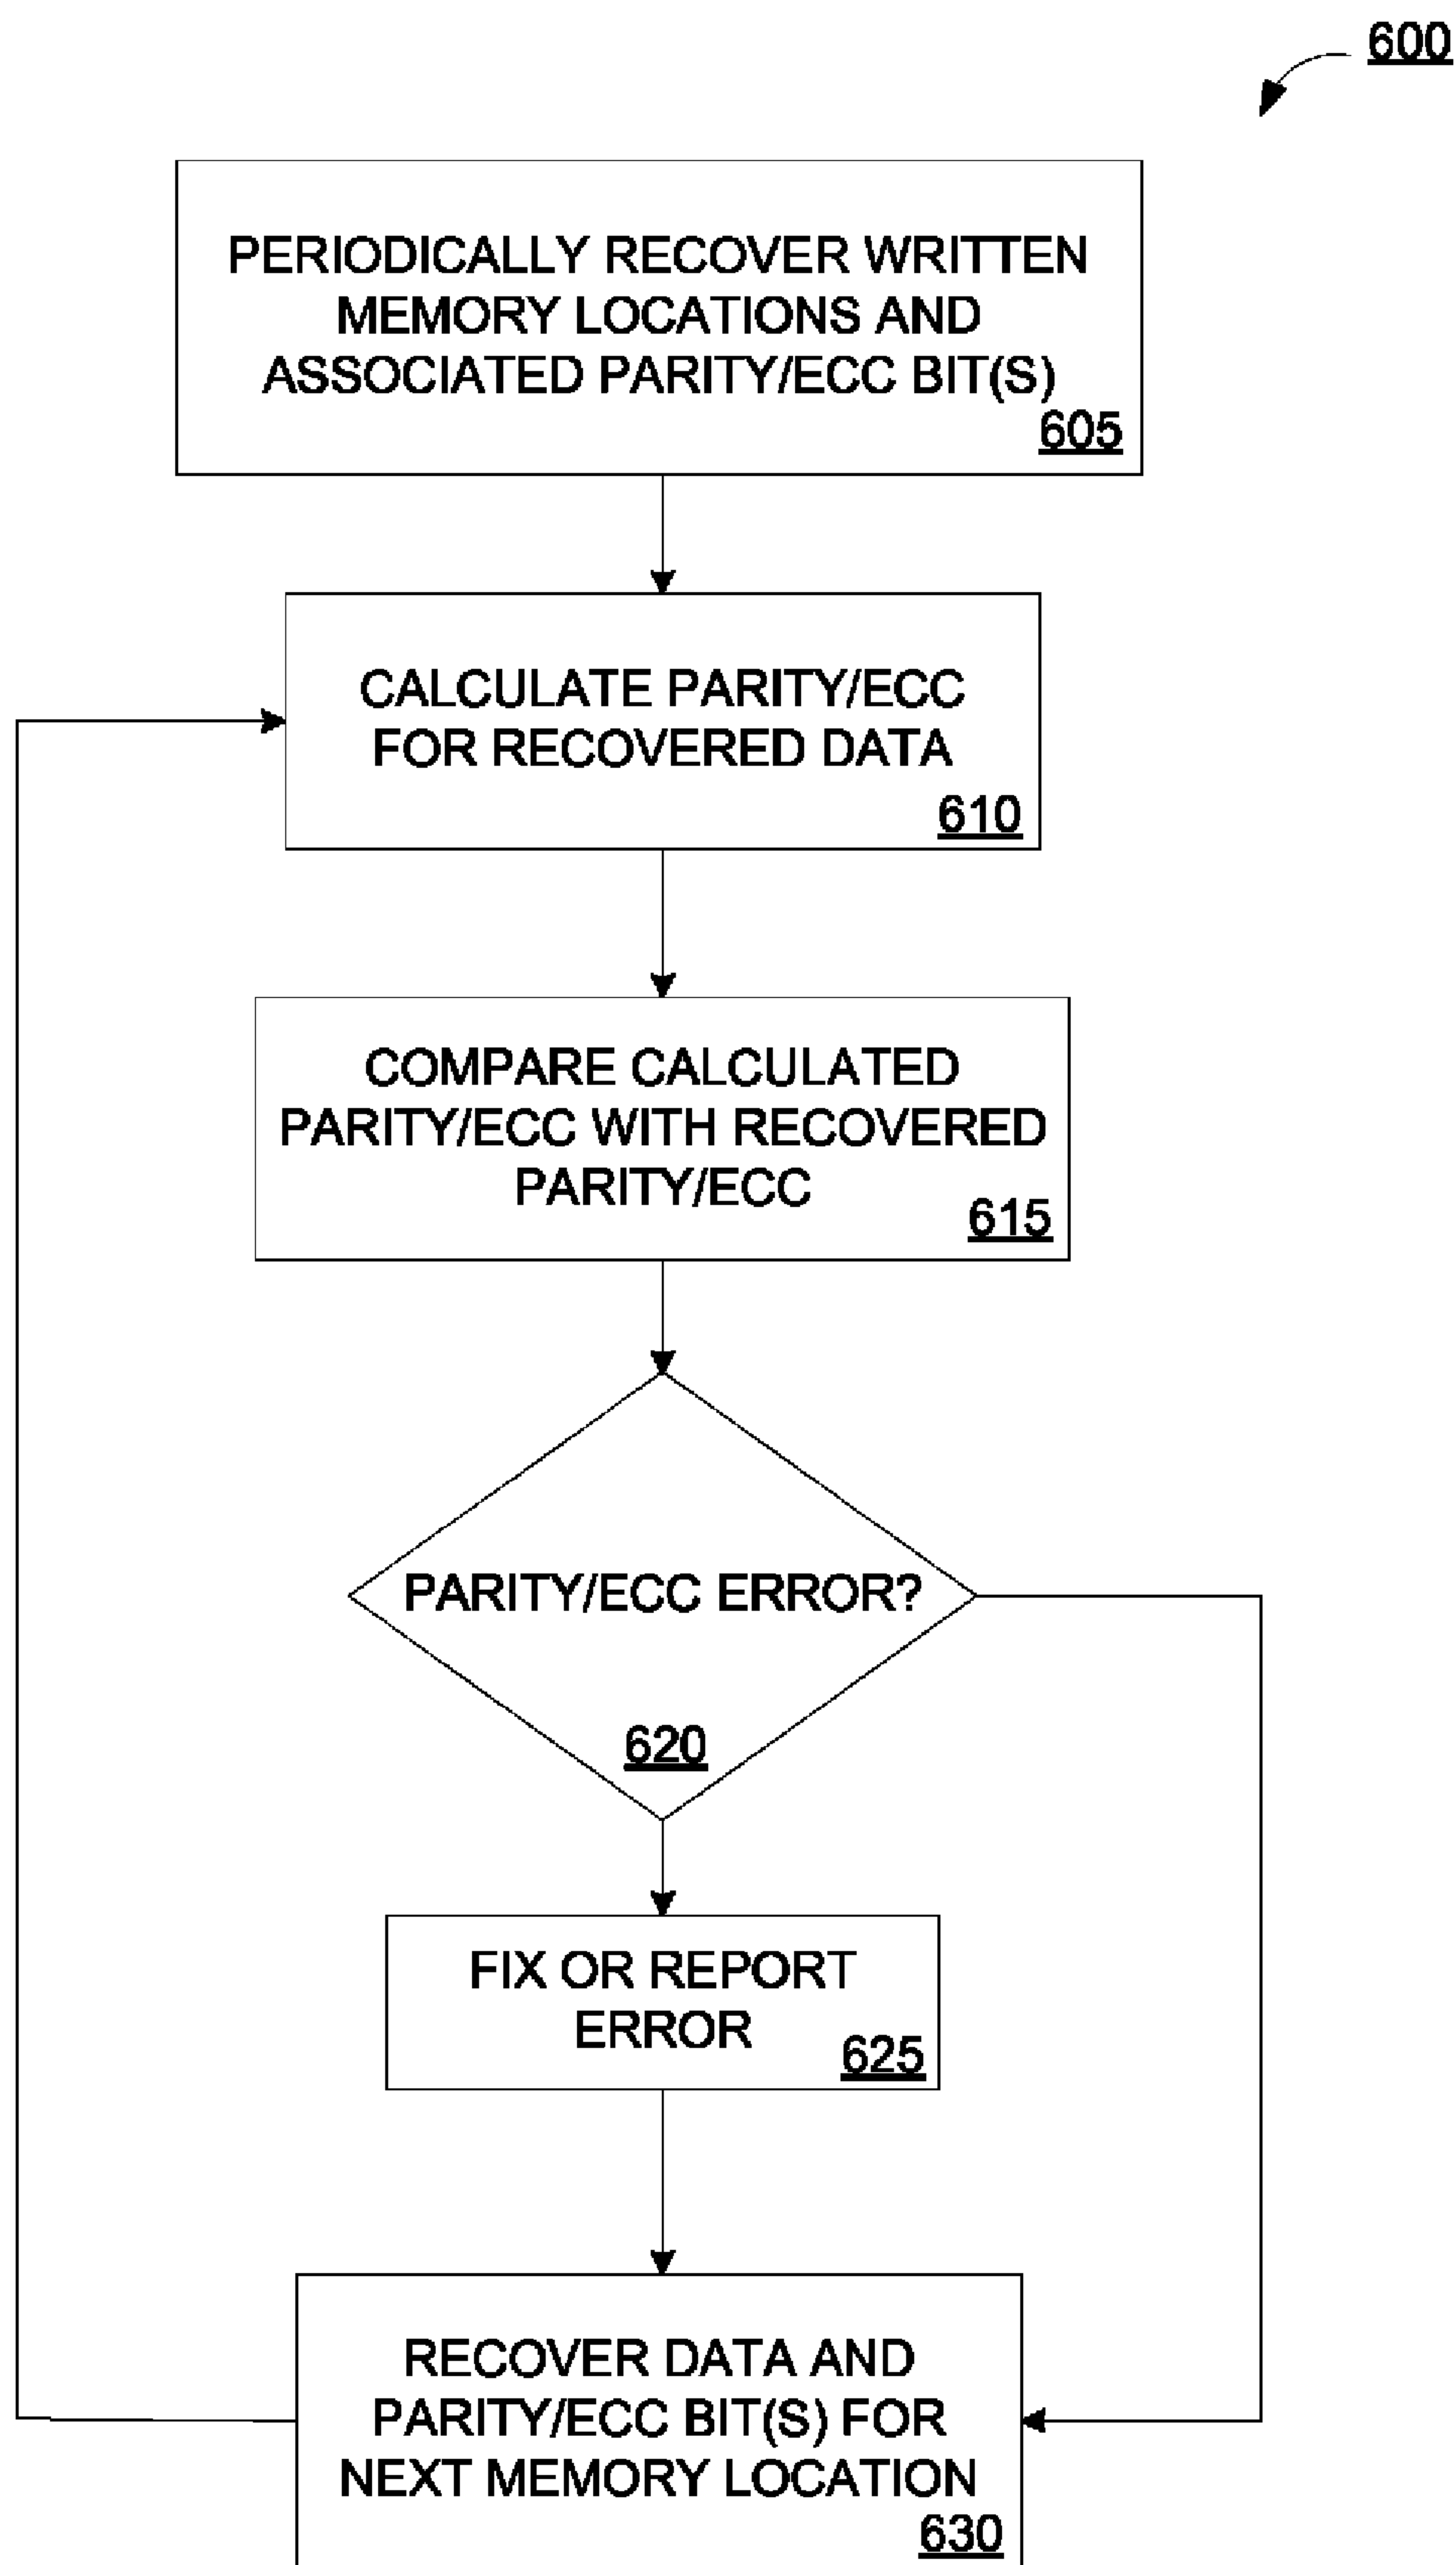 600
PERIODICALLY RECOVER WRITTEN
MEMORY LOCATIONS AND
ASSOCIATED PARITY/ECC BIT(S)
605
CALCULATE PARITY/ECC
FOR RECOVERED DATA
610
COMPARE CALCULATED
PARITY/ECC WITH RECOVERED
PARITY/ECC
615
PARITY/ECC ERROR?
620
FIX OR REPORT
ERROR
625
RECOVER DATA AND
PARITY/ECC BIT(S) FOR
NEXT MEMORY LOCATION
630